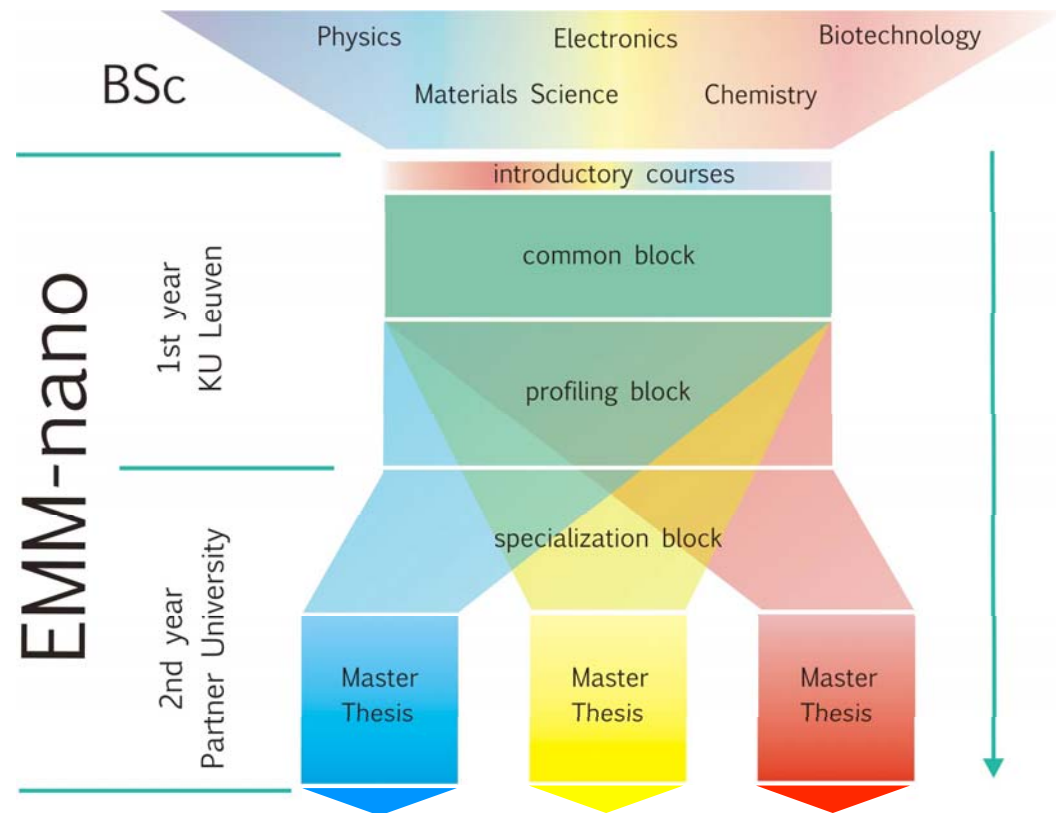 BSc
Physics
Electronics
Biotechnology
Materials Science
Chemistry
introductory courses
EMM-nano
1st year
KU Leuven
common block
profiling block
2nd year
Partner University
specialization block
Master
Thesis
Master
Thesis
Master
Thesis